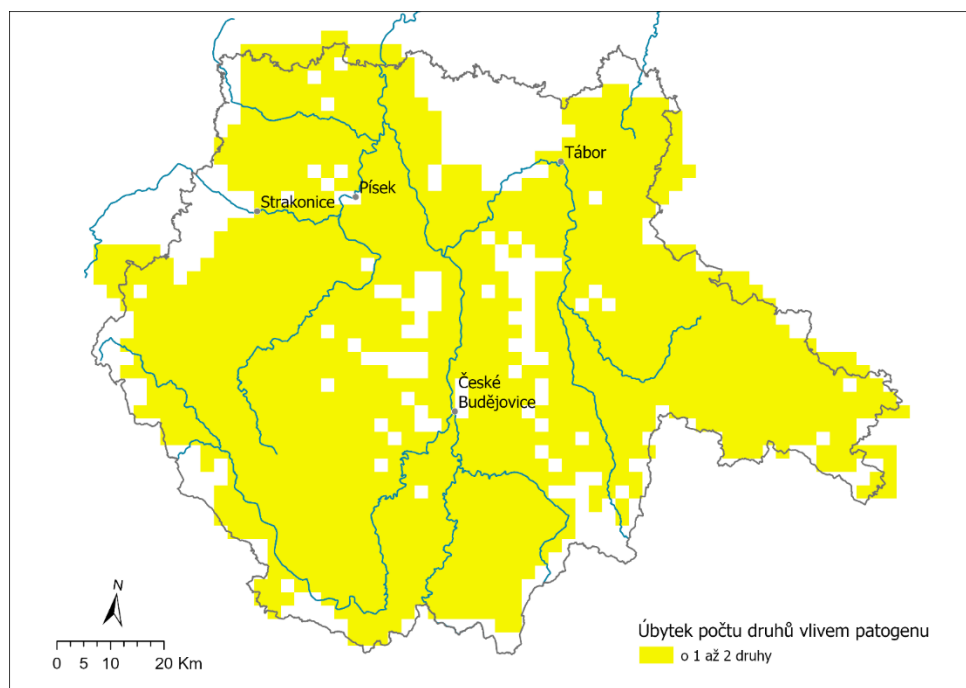 Tábor
Písek
Strakonice
České
Budějovice
N
0 5 10 20 Km
Úbytek počtu druhů vlivem patogenu
o 1 až 2 druhy